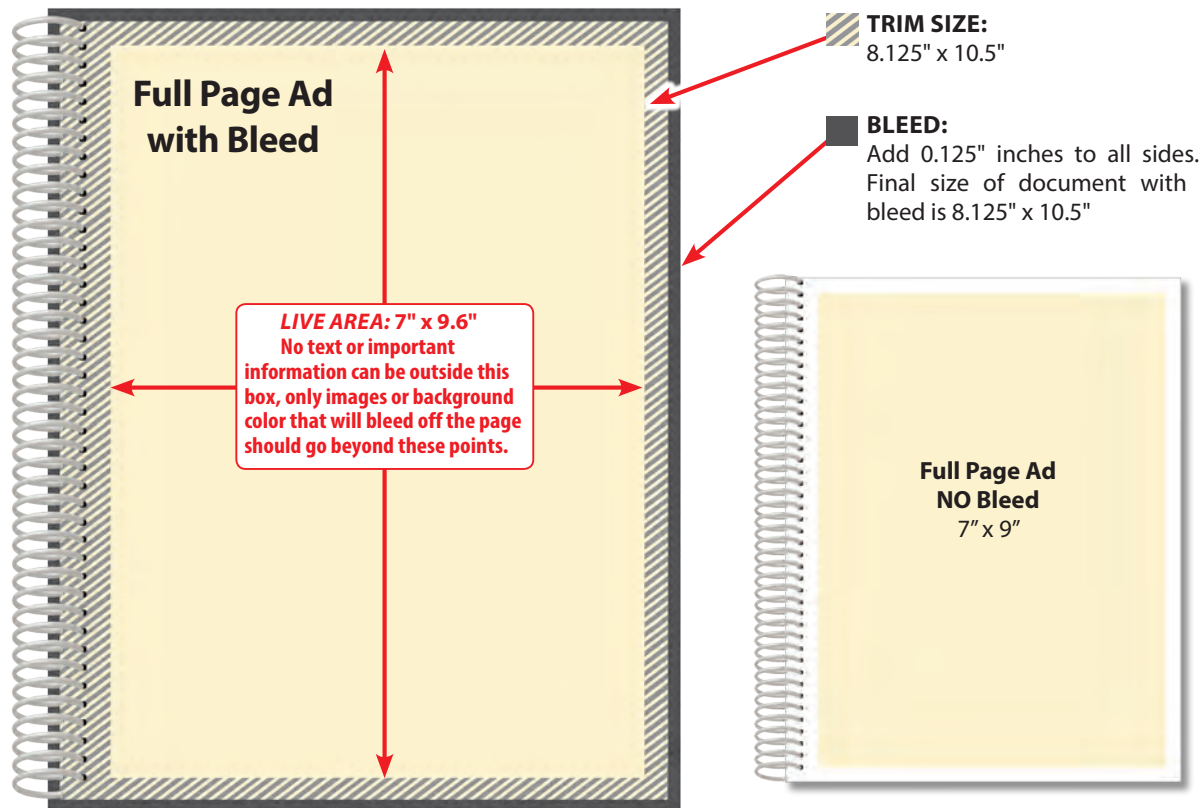 Full Page Ad
with Bleed
LIVE AREA: 7" x 9.6"
No text or important
information can be outside this
box, only images or background
color that will bleed off the page
should go beyond these points.
TRIM SIZE:
8.125" x 10.5"
BLEED:
Add 0.125" inches to all sides.
Final size of document with
bleed is 8.125" x 10.5"
Full Page Ad
NO Bleed
7” x 9”